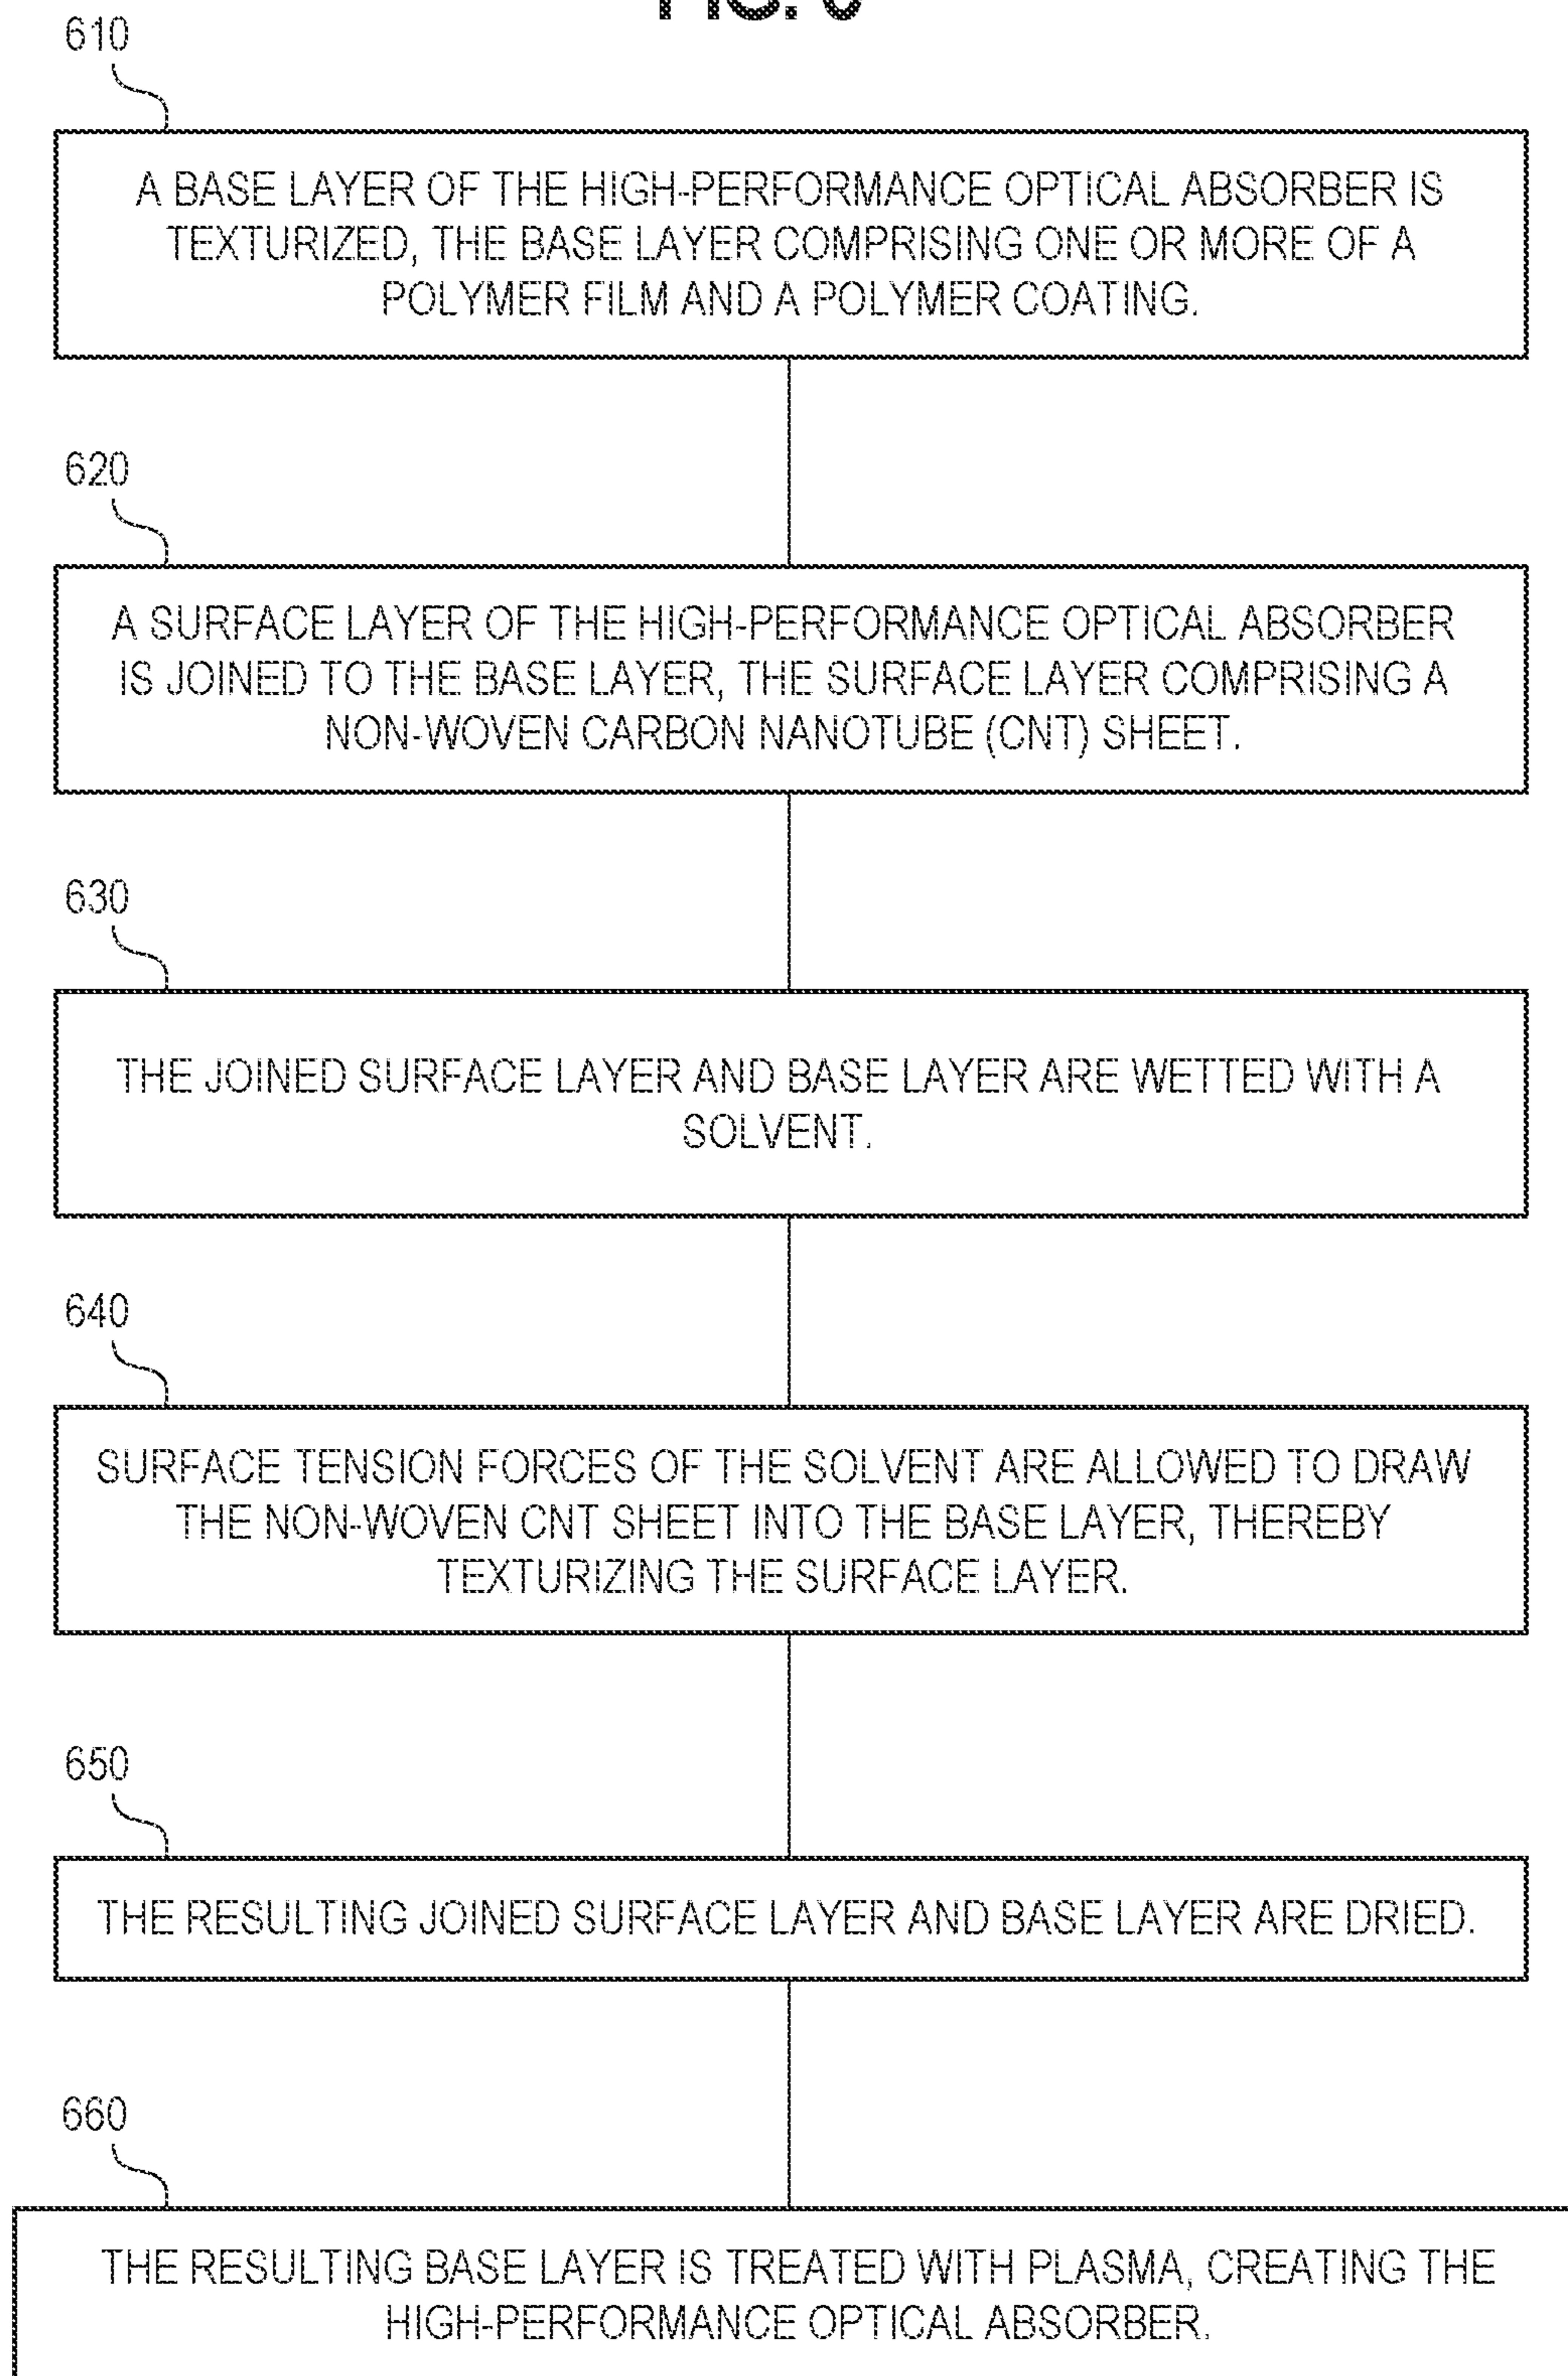 610
A BASE LAYER OF THE HIGH-PERFORMANCE OPTICAL ABSORBER IS
TEXTURIZED, THE BASE LAYER COMPRISING ONE OR MORE OF A
POLYMER FILM AND A POLYMER COATING.
620
A SURFACE LAYER OF THE HIGH-PERFORMANCE OPTICAL ABSORBER
IS JOINED TO THE BASE LAYER, THE SURFACE LAYER COMPRISING A
NON-WOVEN CARBON NANOTUBE (CNT) SHEET.
630
THE JOINED SURFACE LAYER AND BASE LAYER ARE WETTED WITH A
SOLVENT.
640
SURFACE TENSION FORCES OF THE SOLVENT ARE ALLOWED TO DRAW
THE NON-WOVEN CNT SHEET INTO THE BASE LAYER, THEREBY
TEXTURIZING THE SURFACE LAYER.
650
THE RESULTING JOINED SURFACE LAYER AND BASE LAYER ARE DRIED.
660
THE RESULTING BASE LAYER IS TREATED WITH PLASMA, CREATING THE
HIGH-PERFORMANCE OPTICAL ABSORBER.